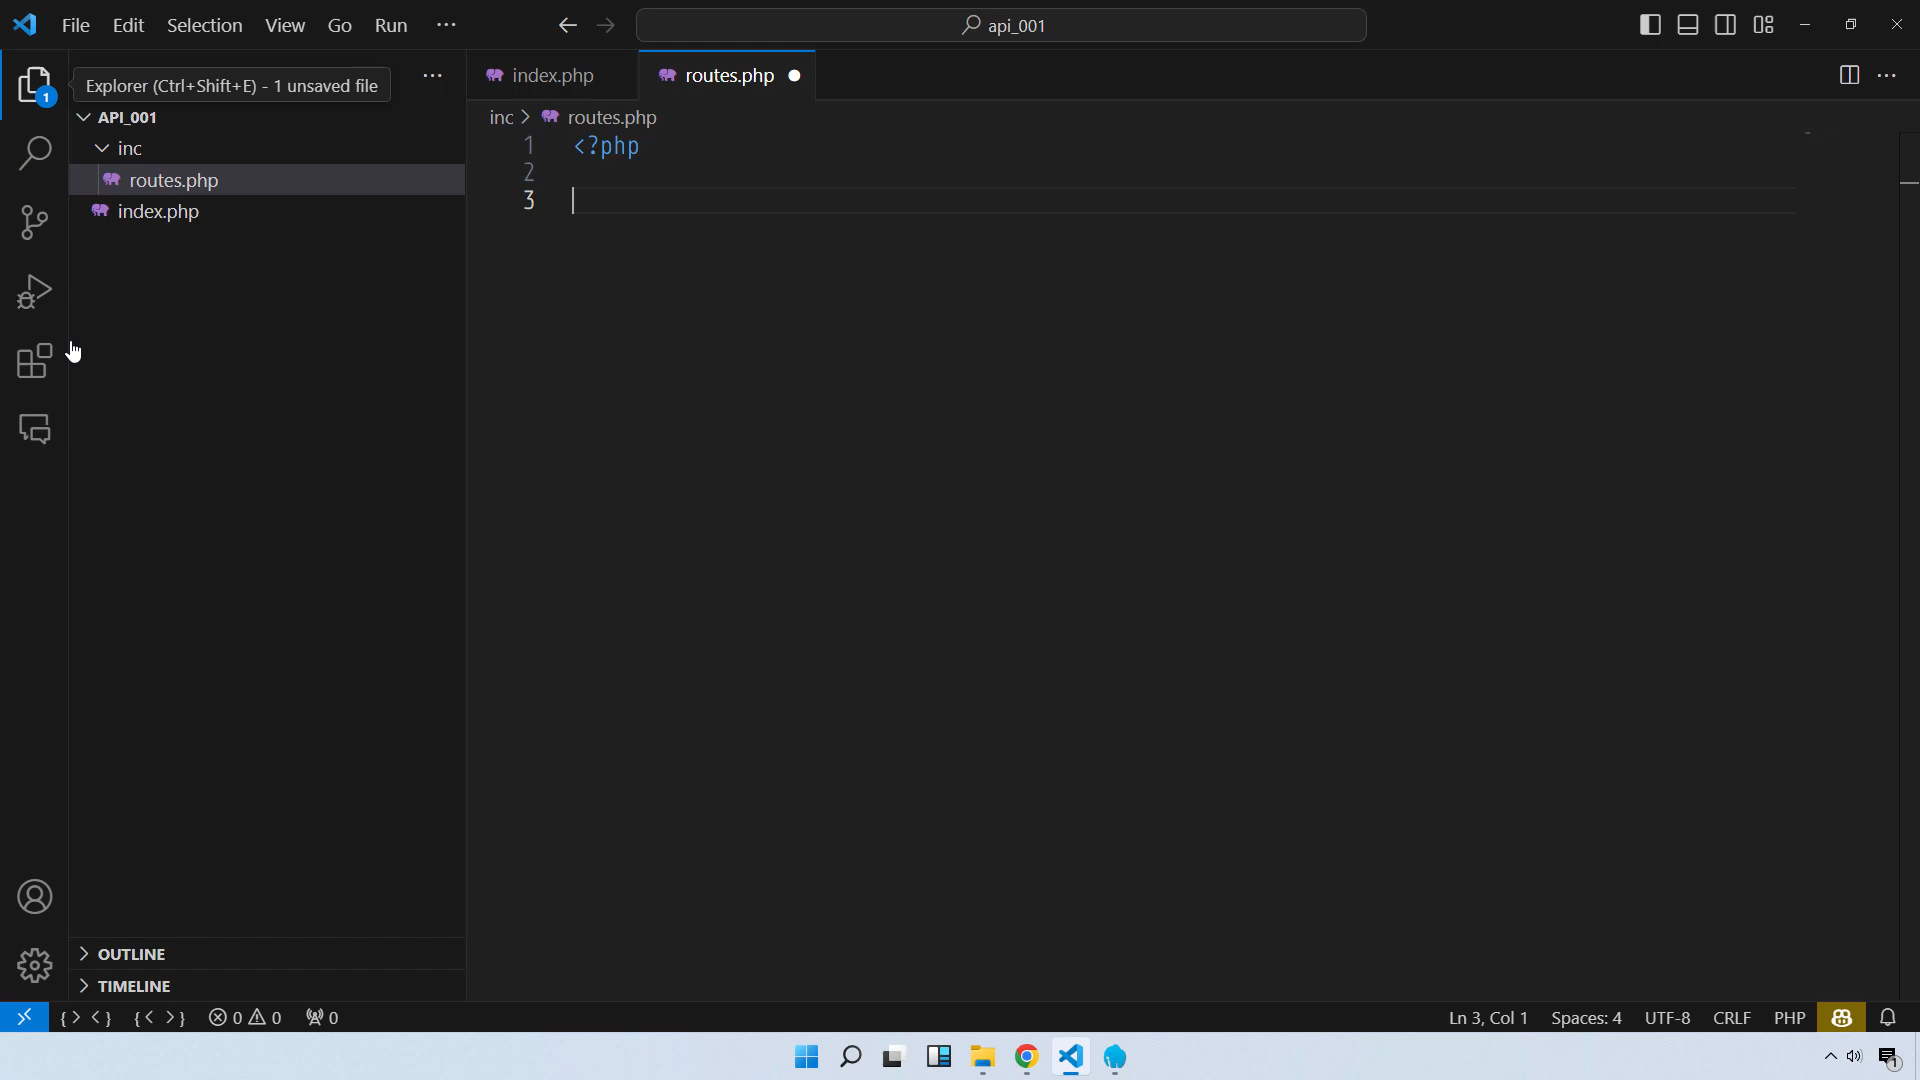 File Edit Selection View Go Run ···
api_001
Explorer (Ctrl+Shift+E) - 1 unsaved file
1
···
index.php
routes.php
···
API_001
inc
routes.php
index.php
inc > routes.php
1 <?php
2
3
OUTLINE
TIMELINE
{ > < } { < > } 0 0 0
Ln 3, Col 1 Spaces: 4 UTF-8 CRLF PHP
1